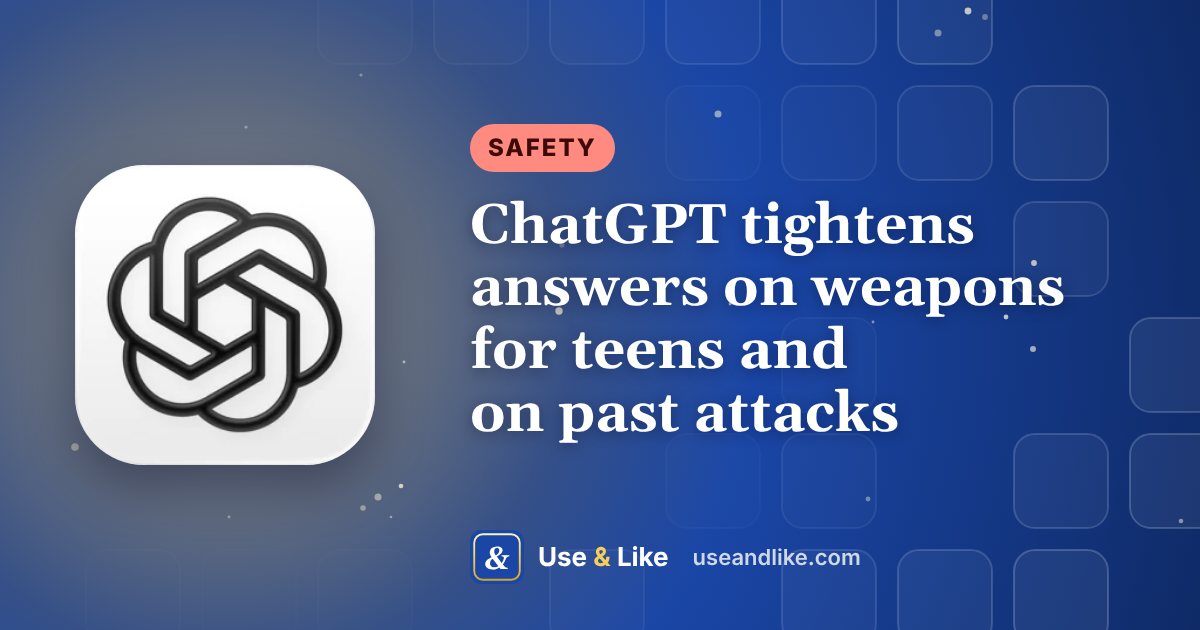 SAFETY
ChatGPT tightens
answers on weapons
for teens and
on past attacks
& Use & Like useandlike.com